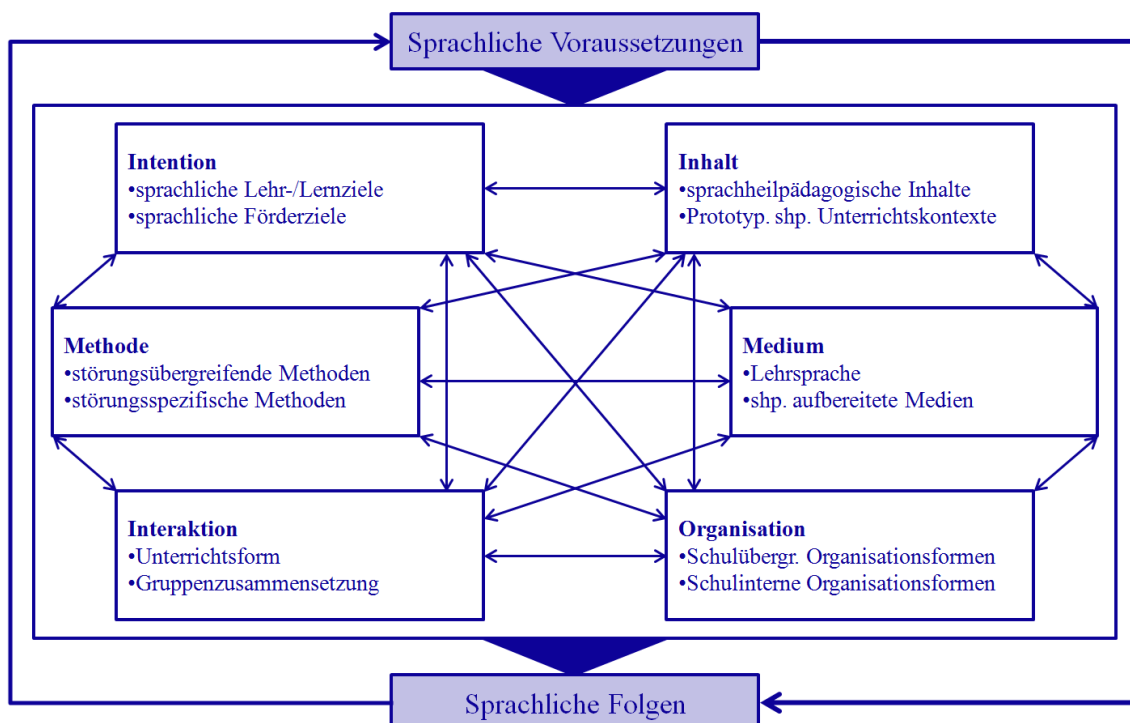 Sprachliche Voraussetzungen
Intention
•sprachliche Lehr-/Lernziele
•sprachliche Förderziele
Inhalt
•sprachheilpädagogische Inhalte
•Prototyp. shp. Unterrichtskontexte
Methode
•störungsübergreifende Methoden
•störungsspezifische Methoden
Medium
•Lehrsprache
•shp. aufbereitete Medien
Interaktion
•Unterrichtsform
•Gruppenzusammensetzung
Organisation
•Schulübergr. Organisationsformen
•Schulinterne Organisationsformen
Sprachliche Folgen